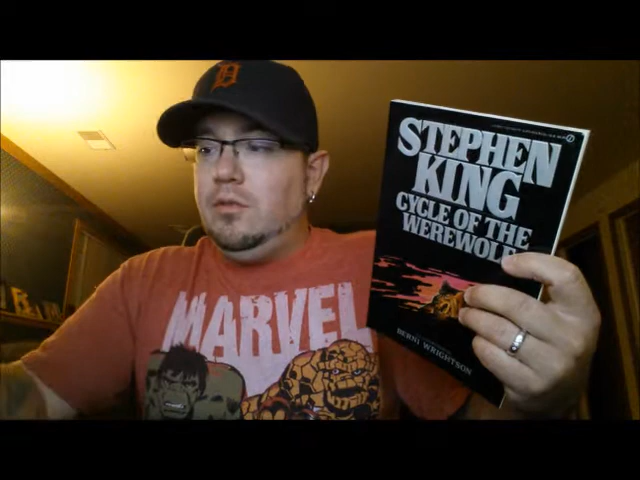 D
STEPHEN
KING
CYCLE OF THE
WEREWOLF
BERNI WRIGHTSON
MARVEL